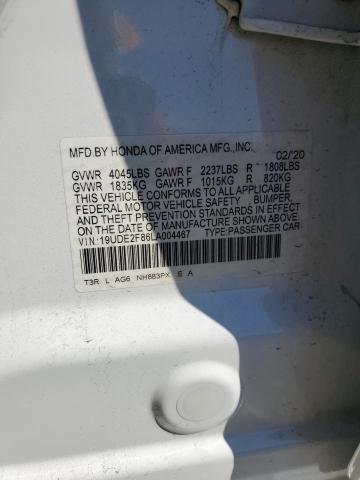 MFD.BY HONDA OF AMERICA MFG.,INC. 02/20
GVWR 4045LBS GAWR F 2237LBS R 1808LBS
GVWR 1835KG GAWR F 1015KG R 820KG
THIS VEHICLE CONFORMS TO ALL APPLICABLE
FEDERAL MOTOR VEHICLE SAFETY BUMPER,
AND THEFT PREVENTION STANDARDS IN EFFECT
ON THE DATE OF MANUFACTURE SHOWN ABOVE.
V.I.N.:19UDE2F86LA004467 TYPE:PASSENGER CAR
T3R L AG6 NH883PX E A